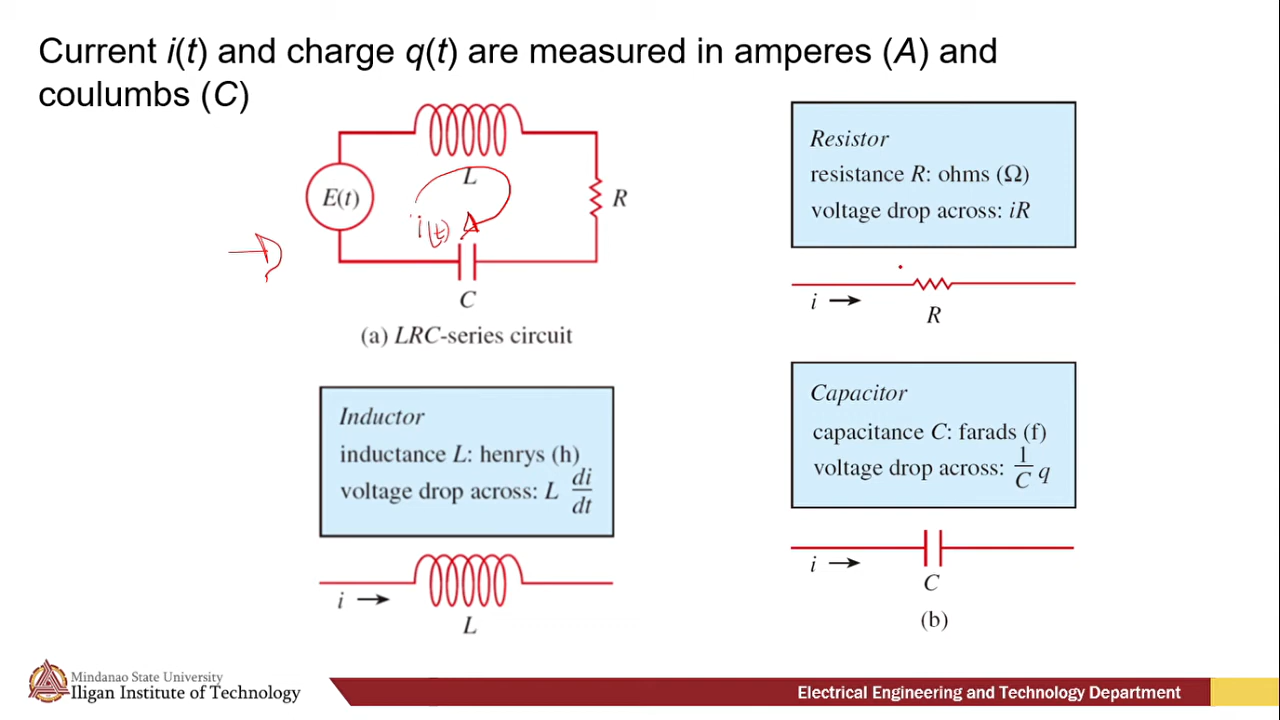 Current i(t) and charge q(t) are measured in amperes (A) and
coulumbs (C)
L
E(t)
R
i(t)
C
(a) LRC-series circuit
Resistor
resistance R: ohms (Ω)
voltage drop across: iR
i
R
Inductor
inductance L: henrys (h)
voltage drop across: L di/dt
i
L
Capacitor
capacitance C: farads (f)
voltage drop across: 1/C q
i
C
(b)
Mindanao State University
Iligan Institute of Technology
Electrical Engineering and Technology Department